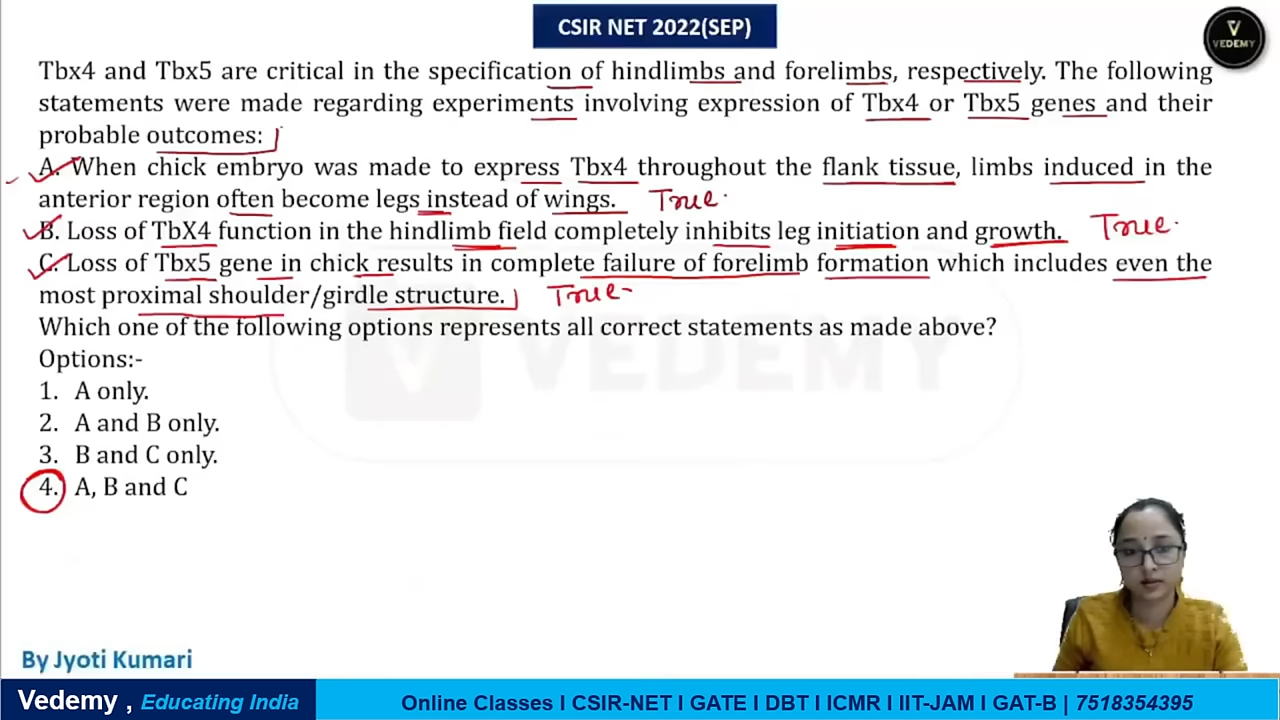 CSIR NET 2022(SEP)
VEDEMY
Tbx4 and Tbx5 are critical in the specification of hindlimbs and forelimbs, respectively. The following
statements were made regarding experiments involving expression of Tbx4 or Tbx5 genes and their
probable outcomes:
A. When chick embryo was made to express Tbx4 throughout the flank tissue, limbs induced in the
anterior region often become legs instead of wings. True
B. Loss of TbX4 function in the hindlimb field completely inhibits leg initiation and growth. True
C. Loss of Tbx5 gene in chick results in complete failure of forelimb formation which includes even the
most proximal shoulder/girdle structure. True
Which one of the following options represents all correct statements as made above?
Options:-
1. A only.
2. A and B only.
3. B and C only.
4. A, B and C
VEDEMY
By Jyoti Kumari
Vedemy , Educating India
Online Classes I CSIR-NET I GATE I DBT I ICMR I IIT-JAM I GAT-B | 7518354395